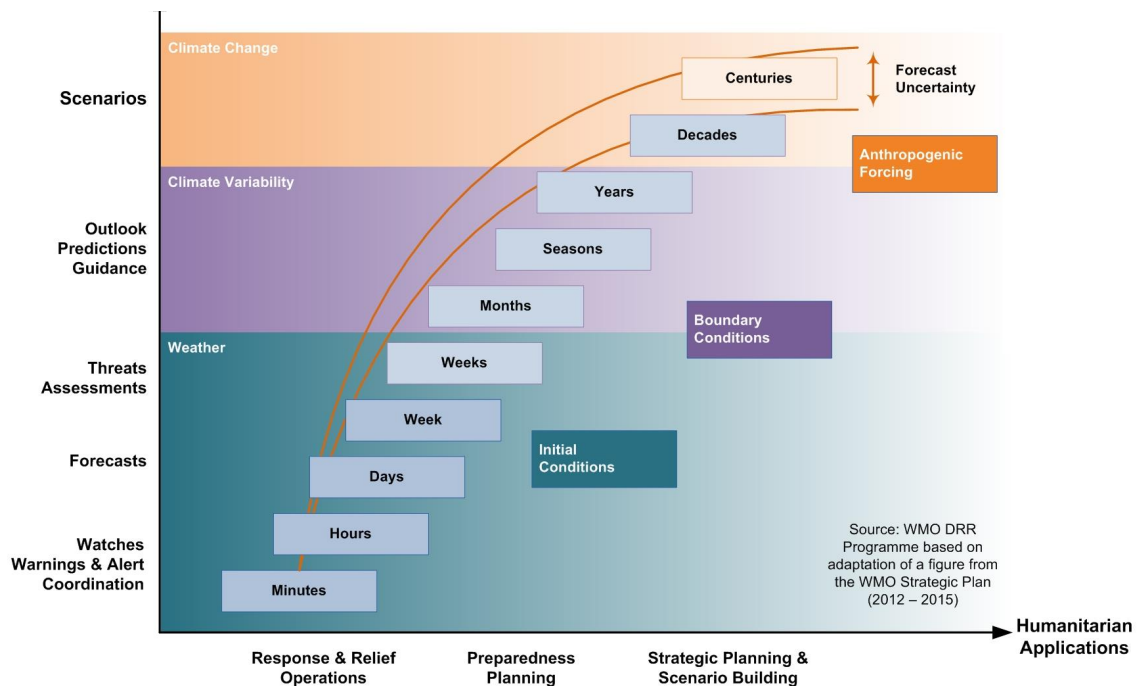 Climate Change
Scenarios
Centuries
Forecast
Uncertainty
Decades
Anthropogenic
Forcing
Climate Variability
Years
Outlook
Predictions
Guidance
Seasons
Months
Boundary
Conditions
Weather
Threats
Assessments
Weeks
Week
Initial
Conditions
Forecasts
Days
Watches
Warnings & Alert
Coordination
Hours
Minutes
Source: WMO DRR
Programme based on
adaptation of a figure from
the WMO Strategic Plan
(2012 – 2015)
Humanitarian
Applications
Response & Relief
Operations
Preparedness
Planning
Strategic Planning &
Scenario Building